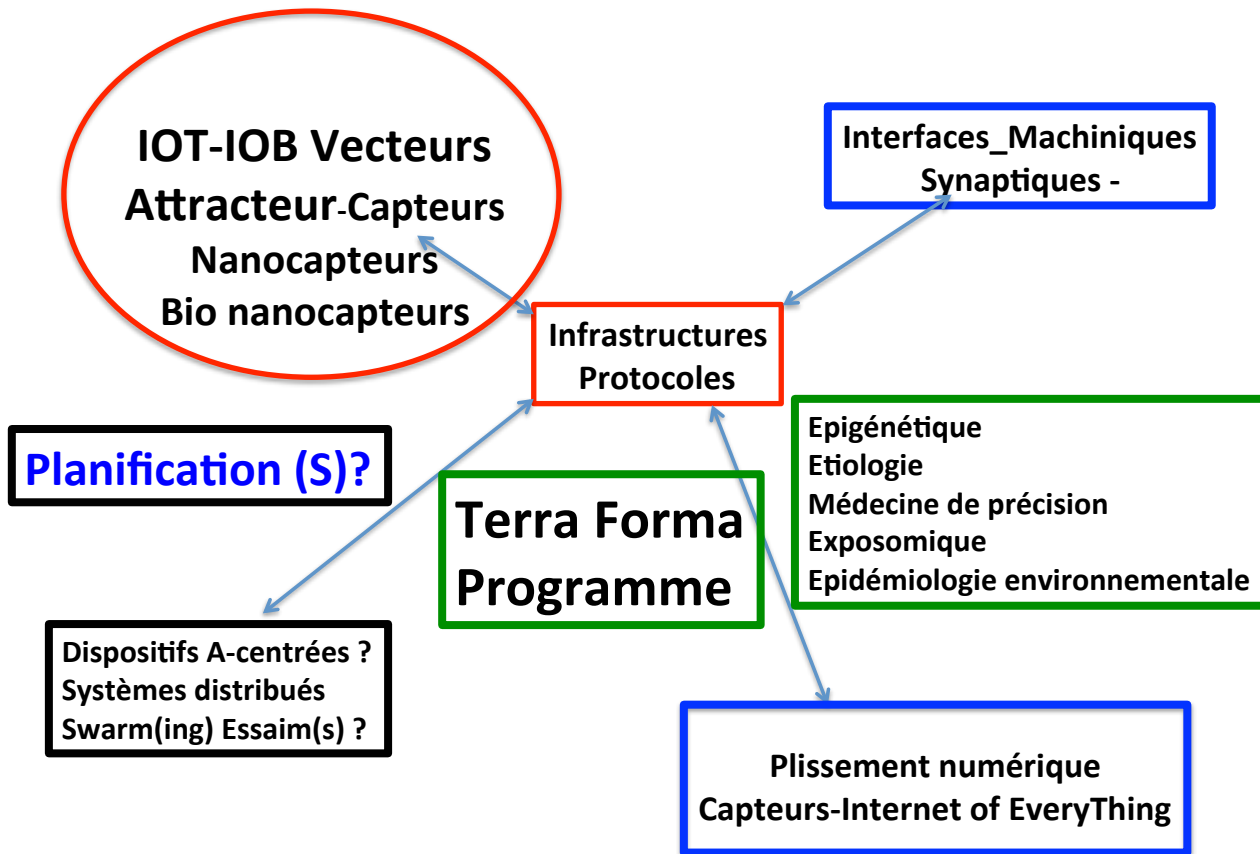 IOT-IOB Vecteurs
Attracteur-Capteurs
Nanocapteurs
Bio nanocapteurs
Interfaces_Machiniques
Synaptiques -
Infrastructures
Protocoles
Planification (S)?
Terra Forma
Programme
Epigénétique
Etiologie
Médecine de précision
Exposomique
Epidémiologie environnementale
Dispositifs A-centrées ?
Systèmes distribués
Swarm(ing) Essaim(s) ?
Plissement numérique
Capteurs-Internet of EveryThing